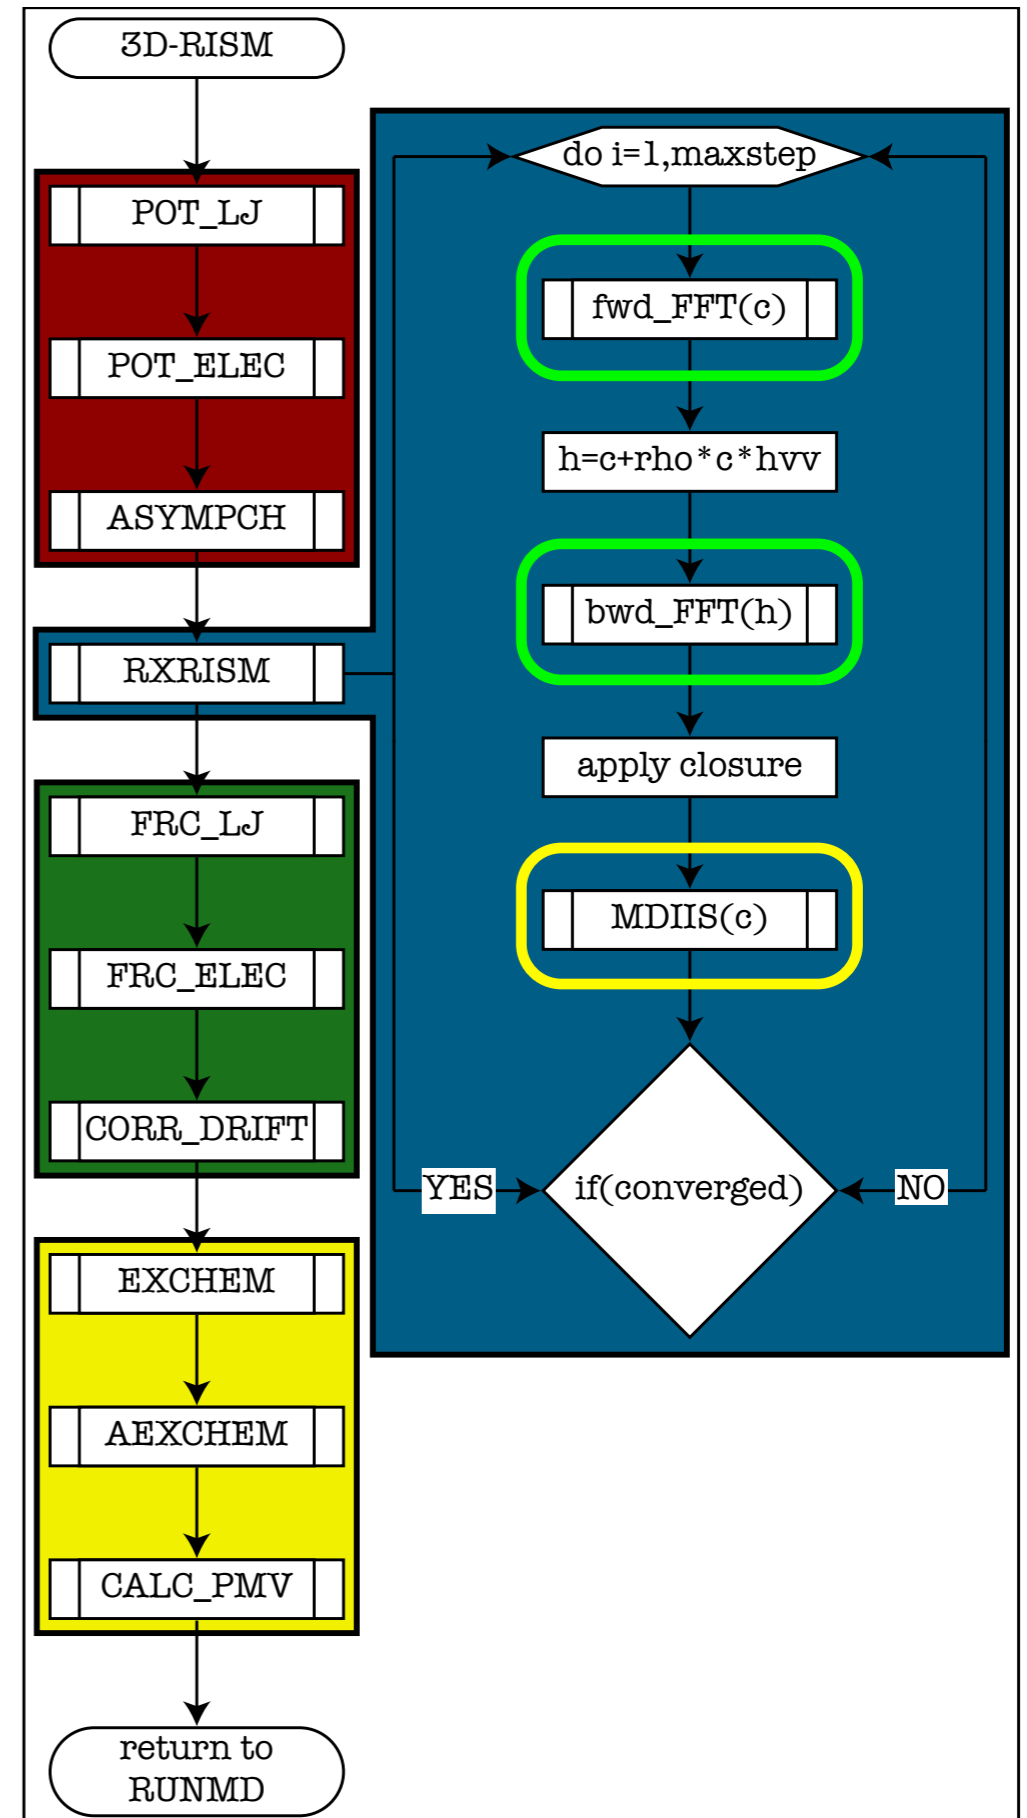 3D-RISM
POT_LJ
POT_ELEC
ASYMPCH
RXRISM
FRC_LJ
FRC_ELEC
CORR_DRIFT
EXCHEM
AEXCHEM
CALC_PMV
return to
RUNMD
do i=1,maxstep
fwd_FFT(c)
h=c+rho*c*hvv
bwd_FFT(h)
apply closure
MDIIS(c)
if(converged)
YES
NO